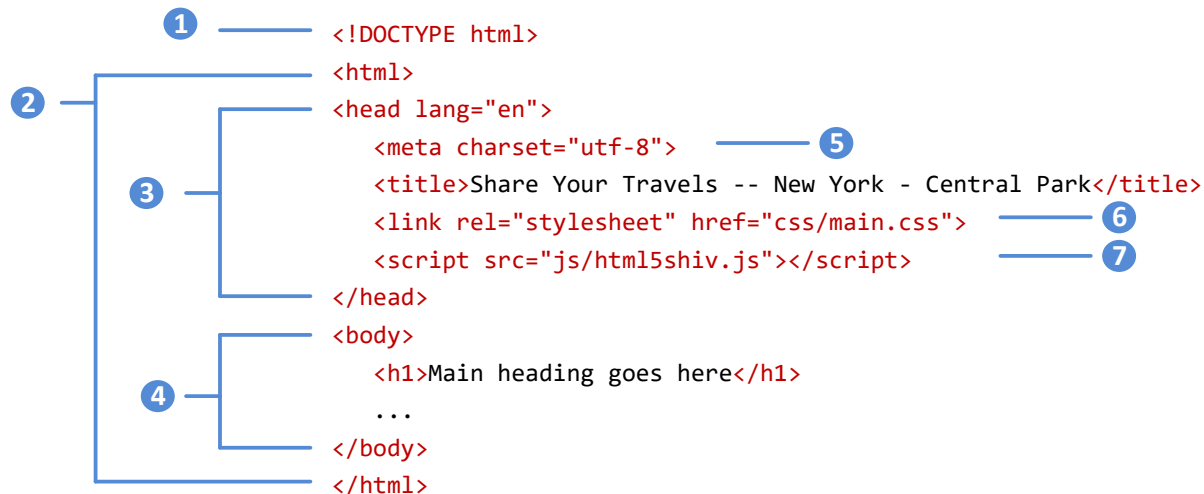 1 <!DOCTYPE html>
<html>
2 <head lang="en">
<meta charset="utf-8"> 5
3 <title>Share Your Travels -- New York - Central Park</title>
<link rel="stylesheet" href="css/main.css"> 6
<script src="js/html5shiv.js"></script> 7
</head>
<body>
<h1>Main heading goes here</h1>
4 ...
</body>
</html>